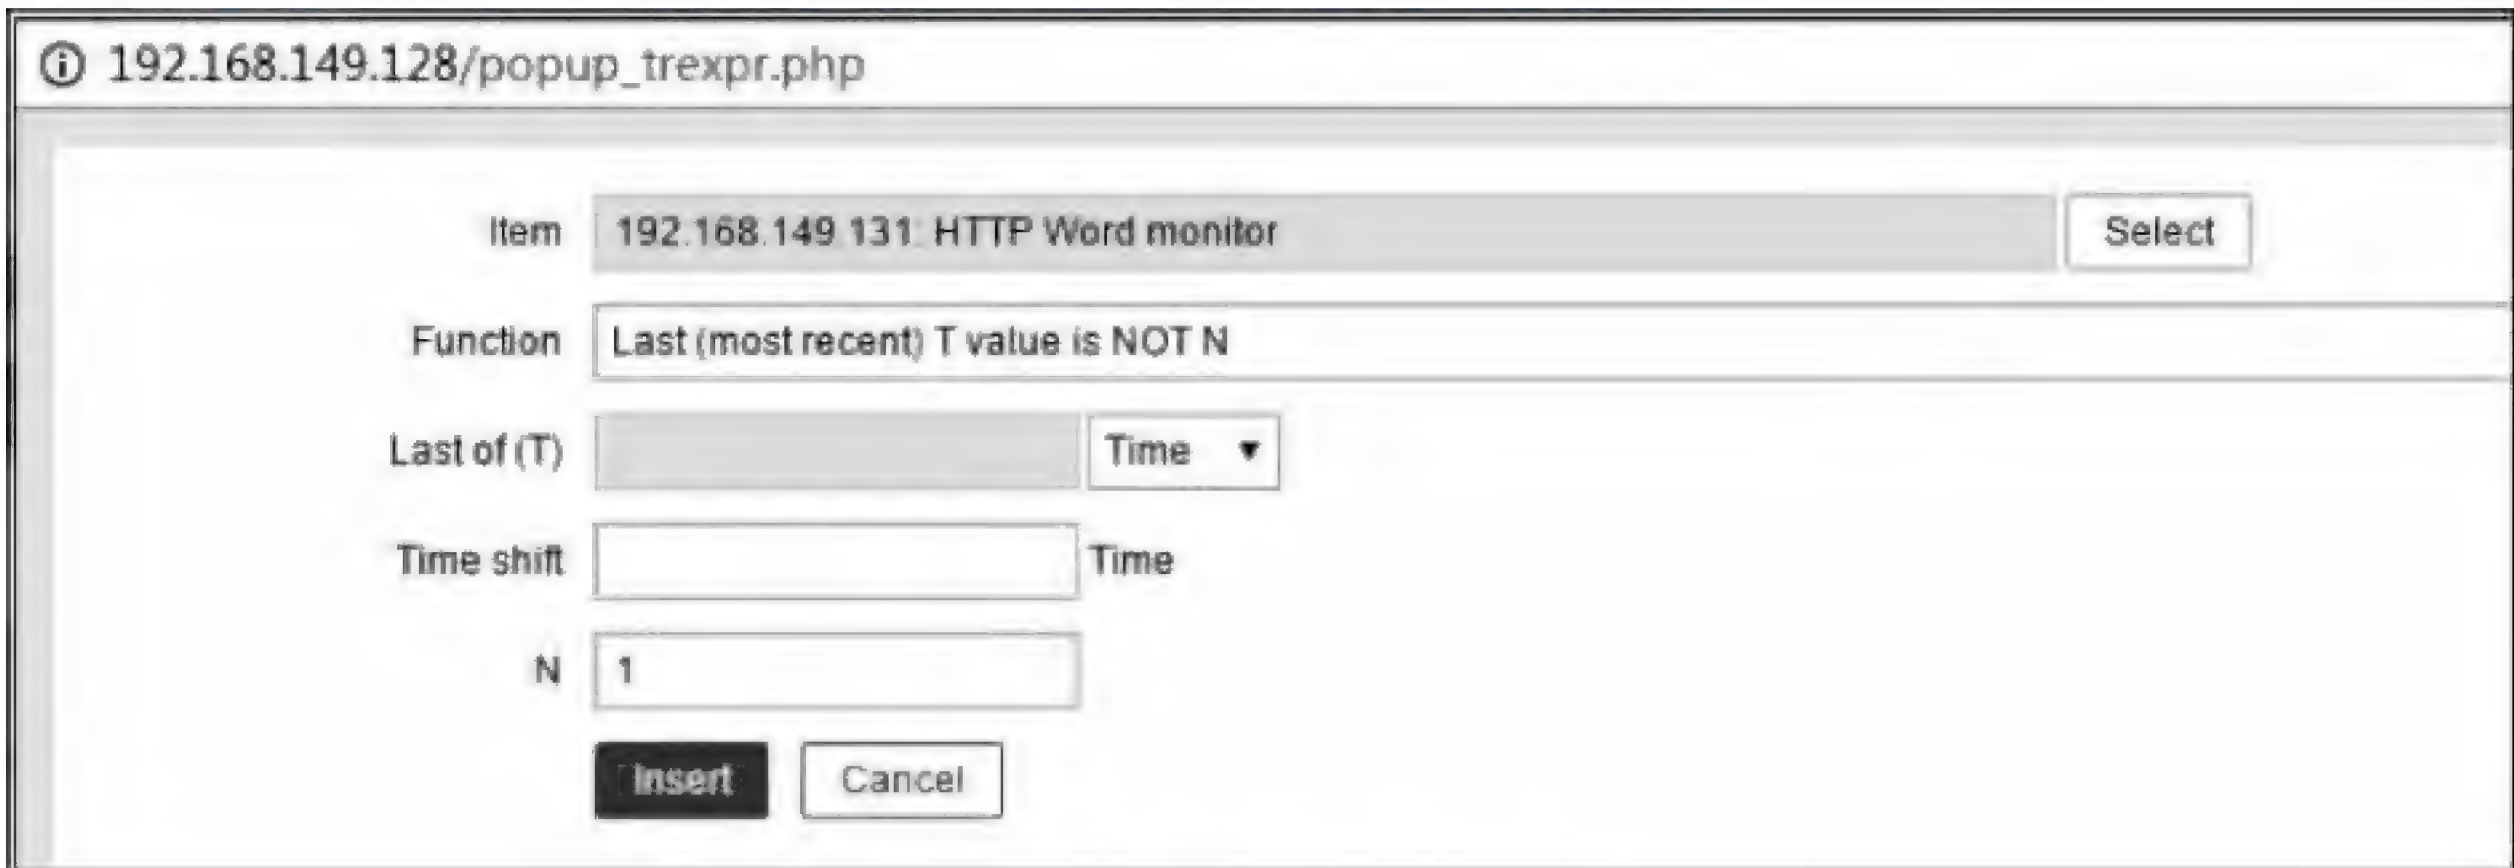 192.168.149.128/popup_trexpr.php
Item 192.168.149.131: HTTP Word monitor Select
Function Last (most recent) T value is NOT N
Last of (T) Time
Time shift Time
N 1
Insert Cancel